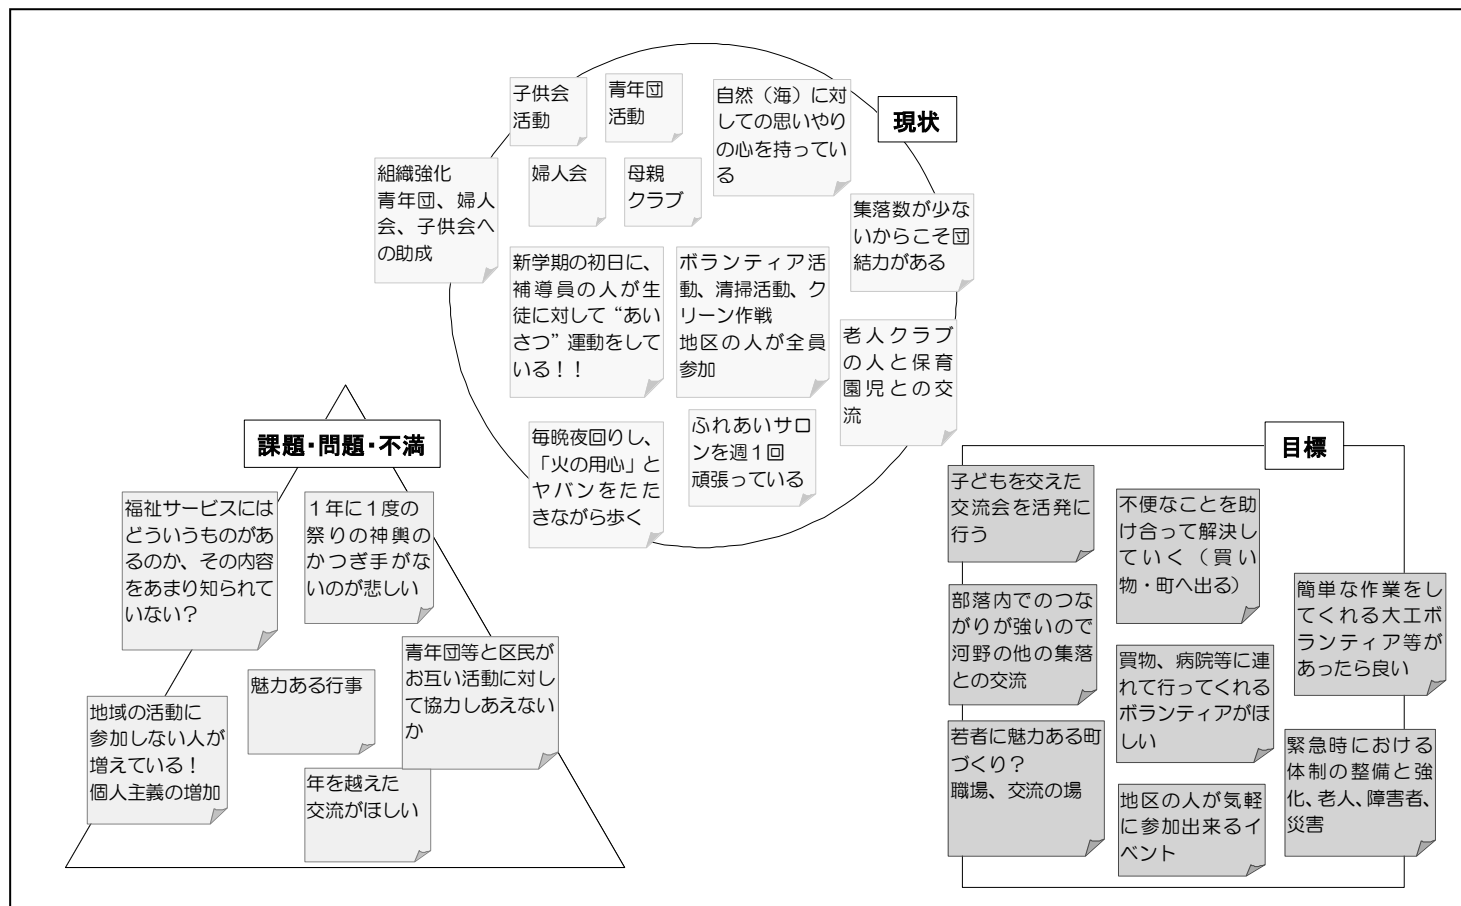 現状
子供会
活動
青年団
活動
自然（海）に対
しての思いやり
の心を持ってい
る
組織強化
青年団、婦人
会、子供会へ
の助成
婦人会
母親
クラブ
集落数が少な
いからこそ団
結力がある
新学期の初日に、
補導員の人が生
徒に対して“あい
さつ”運動をして
いる！！
ボランティア活
動、清掃活動、ク
リーン作戦
地区の人が全員
参加
老人クラブ
の人と保育
園児との交
流
毎晩夜回りし、
「火の用心」と
ヤバンをたた
きながら歩く
ふれあいサロ
ンを週１回
頑張っている
課題・問題・不満
福祉サービスには
どういうものがあ
るのか、その内容
をあまり知られて
いない？
１年に１度の
祭りの神輿の
かつぎ手がな
いのが悲しい
青年団等と区民が
お互い活動に対し
て協力しあえない
か
魅力ある行事
地域の活動に
参加しない人が
増えている！
個人主義の増加
年を越えた
交流がほしい
目標
子どもを交えた
交流会を活発に
行う
不便なことを助
け合って解決し
ていく（買い
物・町へ出る）
簡単な作業をし
てくれる大工ボ
ランティア等が
あったら良い
部落内でのつな
がりが強いので
河野の他の集落
との交流
買物、病院等に連
れて行ってくれる
ボランティアがほ
しい
若者に魅力ある町
づくり？
職場、交流の場
緊急時における
体制の整備と強
化、老人、障害者、
災害
地区の人が気軽
に参加出来るイ
ベント